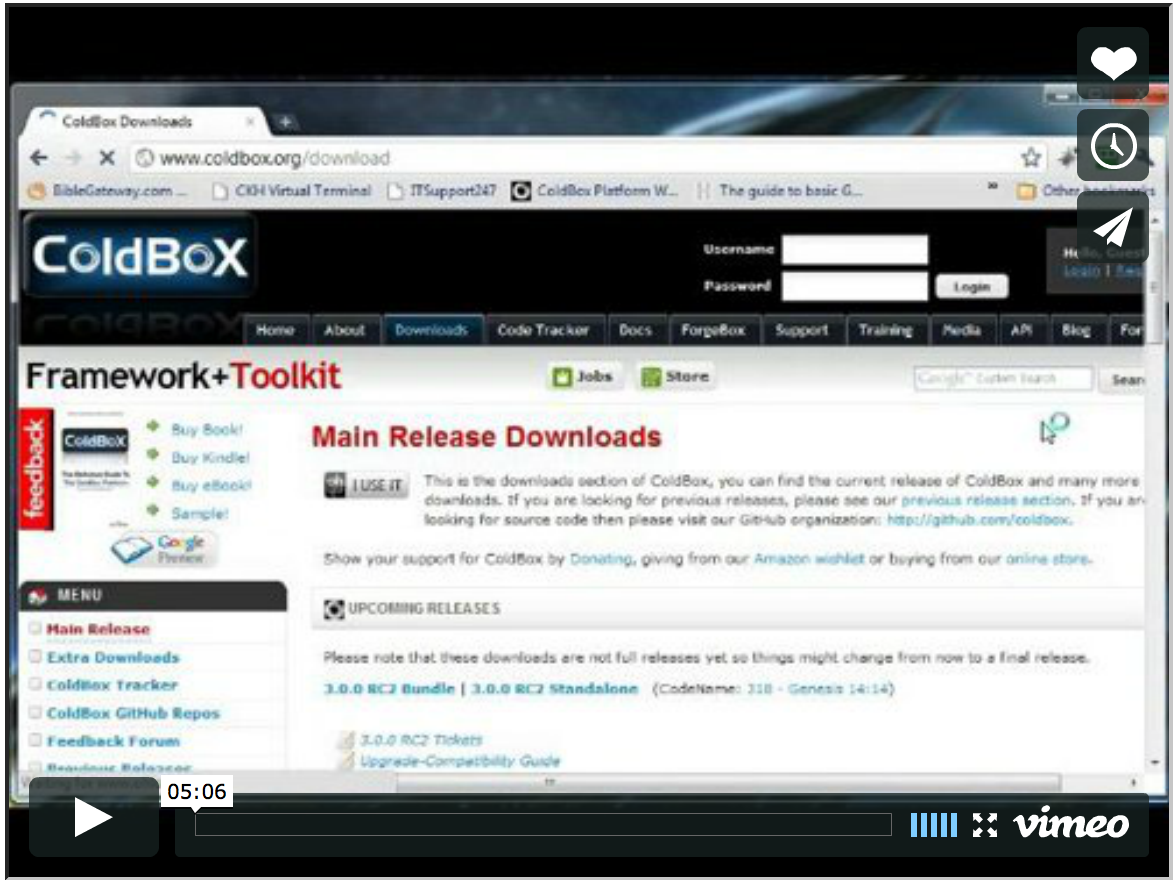 ColdBox Downloads
www.coldbox.org/download
BibleGateway.com ... CKH Virtual Terminal ITSupport247 ColdBox Platform W... The guide to basic G... » Other bookmarks
COLDBOX
Username
Password
Login
Hello, Guest
Login |
Home About Downloads Code Tracker Docs ForgeBox Support Training Media API Blog For
Framework+Toolkit
Jobs Store
Google™ Custom Search Sear
feedback
COLDBOX
Buy Book!
Buy Kindle!
Buy eBook!
Sample!
Google
Preview
Main Release Downloads
I USE IT
This is the downloads section of ColdBox, you can find the current release of ColdBox and many more
downloads. If you are looking for previous releases, please see our previous release section. If you are
looking for source code then please visit our GitHub organization: http://github.com/coldbox.
Show your support for ColdBox by Donating, giving from our Amazon wishlist or buying from our online store.
UPCOMING RELEASES
Please note that these downloads are not full releases yet so things might change from now to a final release.
3.0.0 RC2 Bundle | 3.0.0 RC2 Standalone (CodeName: 318 - Genesis 14:14)
3.0.0 RC2 Tickets
Upgrade-Compatibility Guide
MENU
Main Release
Extra Downloads
ColdBox Tracker
ColdBox GitHub Repos
Feedback Forum
Previous Releases
05:06
vimeo